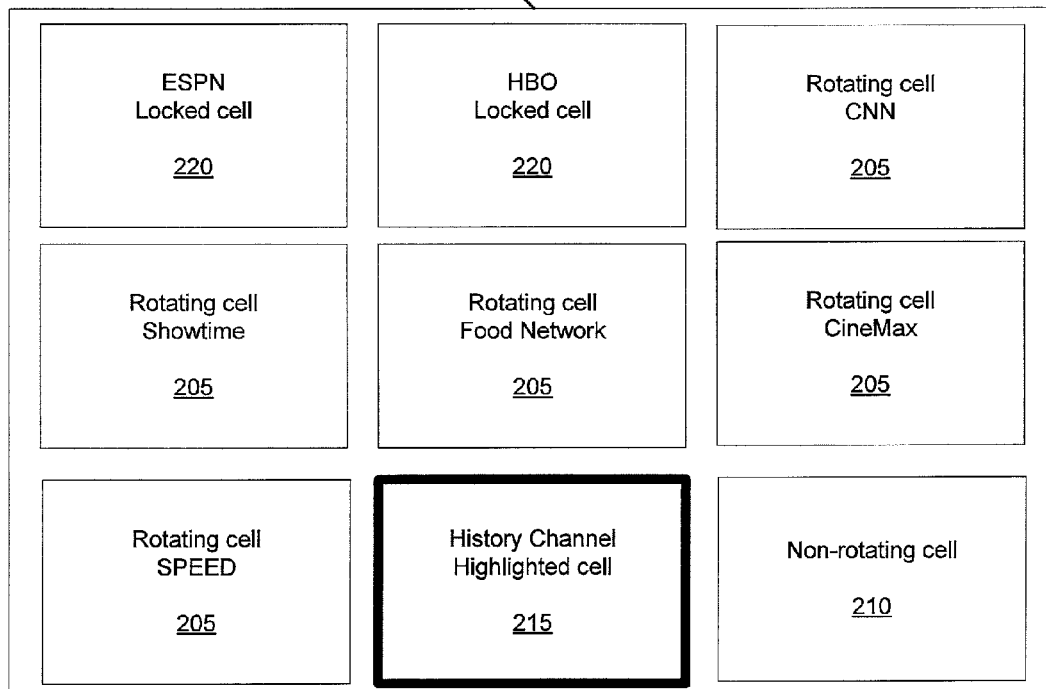 ESPN
Locked cell
220
HBO
Locked cell
220
Rotating cell
CNN
205
Rotating cell
Showtime
205
Rotating cell
Food Network
205
Rotating cell
CineMax
205
Rotating cell
SPEED
205
History Channel
Highlighted cell
215
Non-rotating cell
210